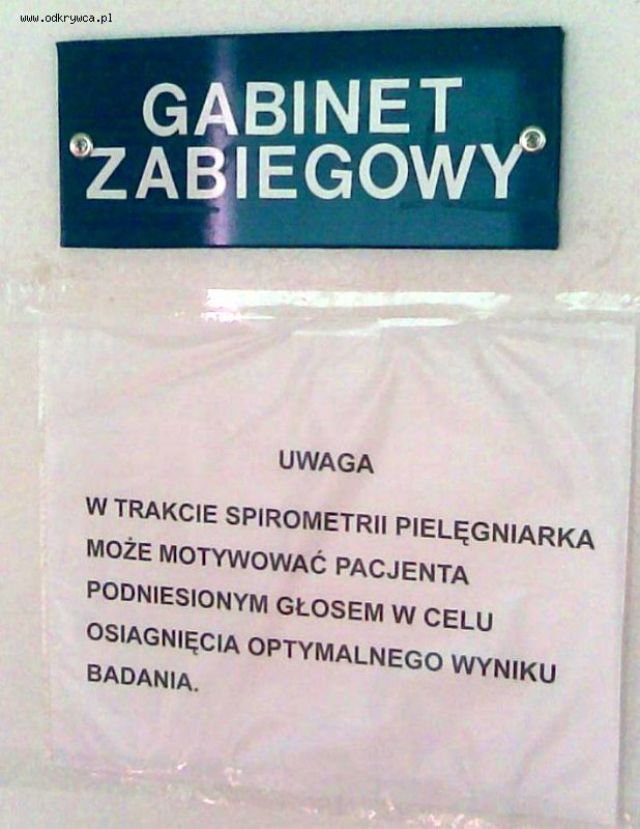 www.odkrywca.pl
GABINET
ZABIEGOWY
UWAGA
W TRAKCIE SPIROMETRII PIELĘGNIARKA
MOŻE MOTYWOWAĆ PACJENTA
PODNIESIONYM GŁOSEM W CELU
OSIAGNIĘCIA OPTYMALNEGO WYNIKU
BADANIA.